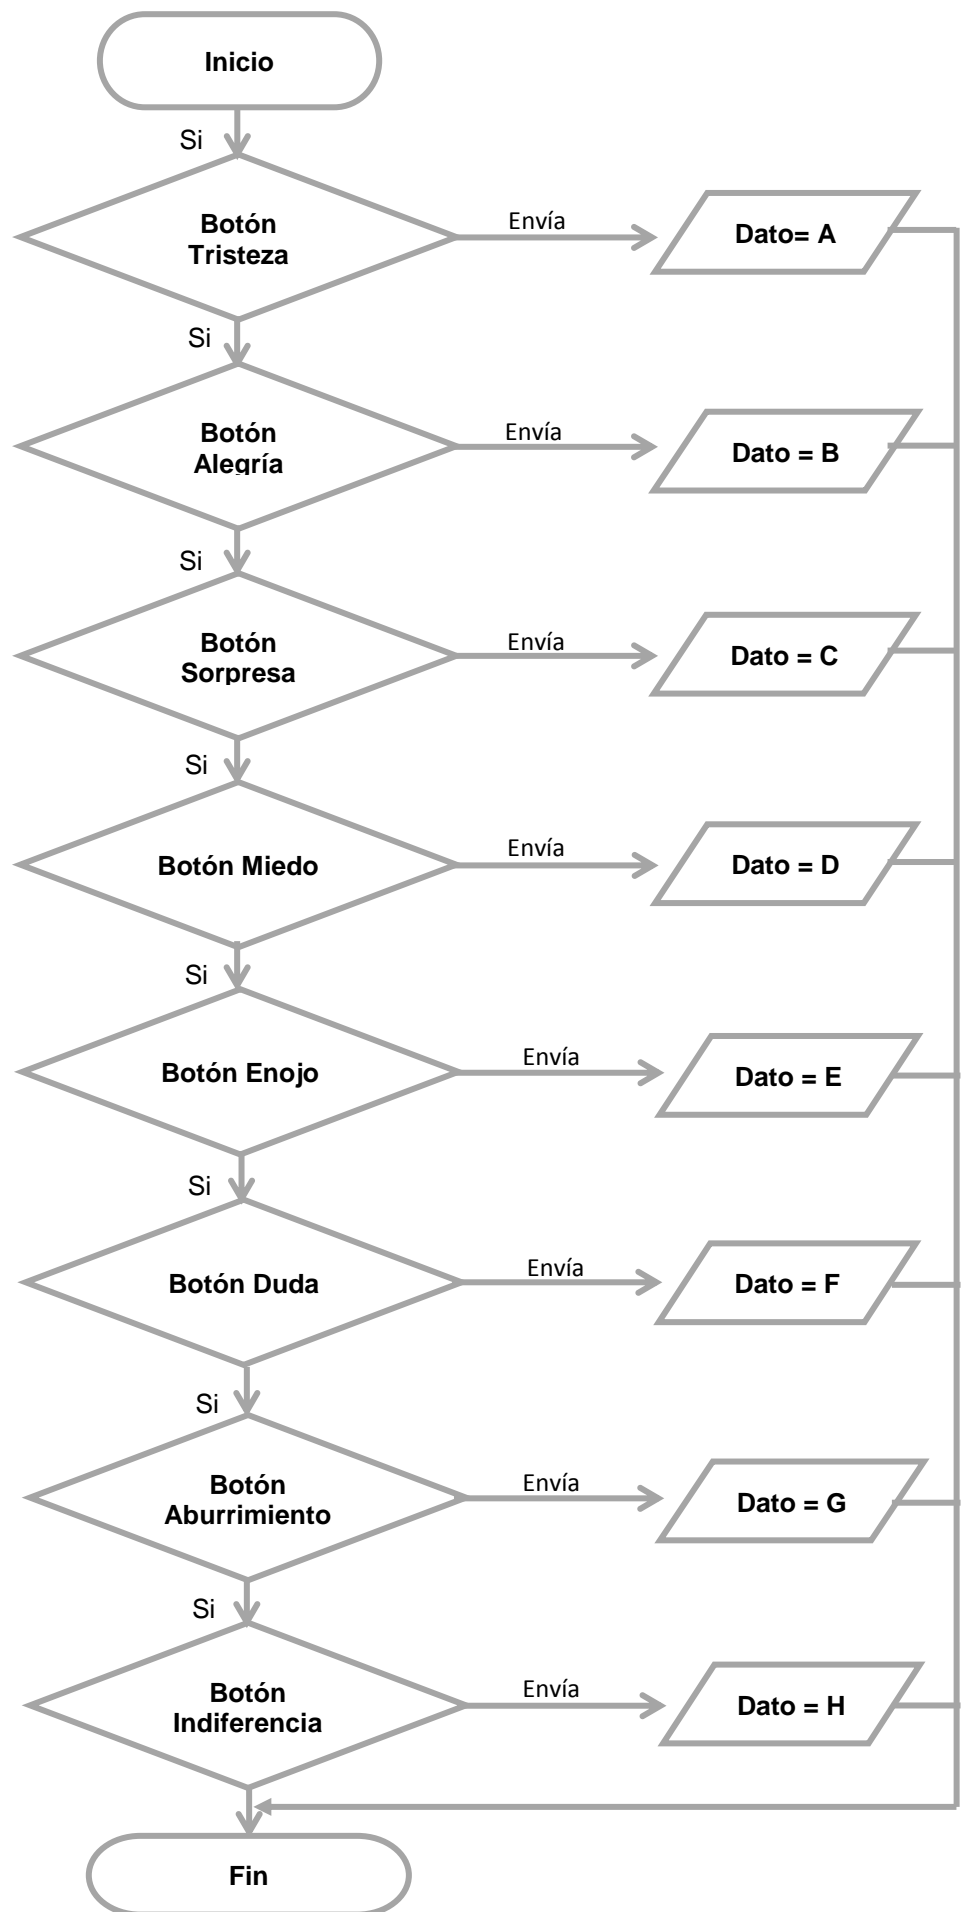 Inicio
Si
Botón
Tristeza
Envía
Dato= A
Si
Botón
Alegría
Envía
Dato = B
Si
Botón
Sorpresa
Envía
Dato = C
Si
Botón Miedo
Envía
Dato = D
Si
Botón Enojo
Envía
Dato = E
Si
Botón Duda
Envía
Dato = F
Si
Botón
Aburrimiento
Envía
Dato = G
Si
Botón
Indiferencia
Envía
Dato = H
Fin